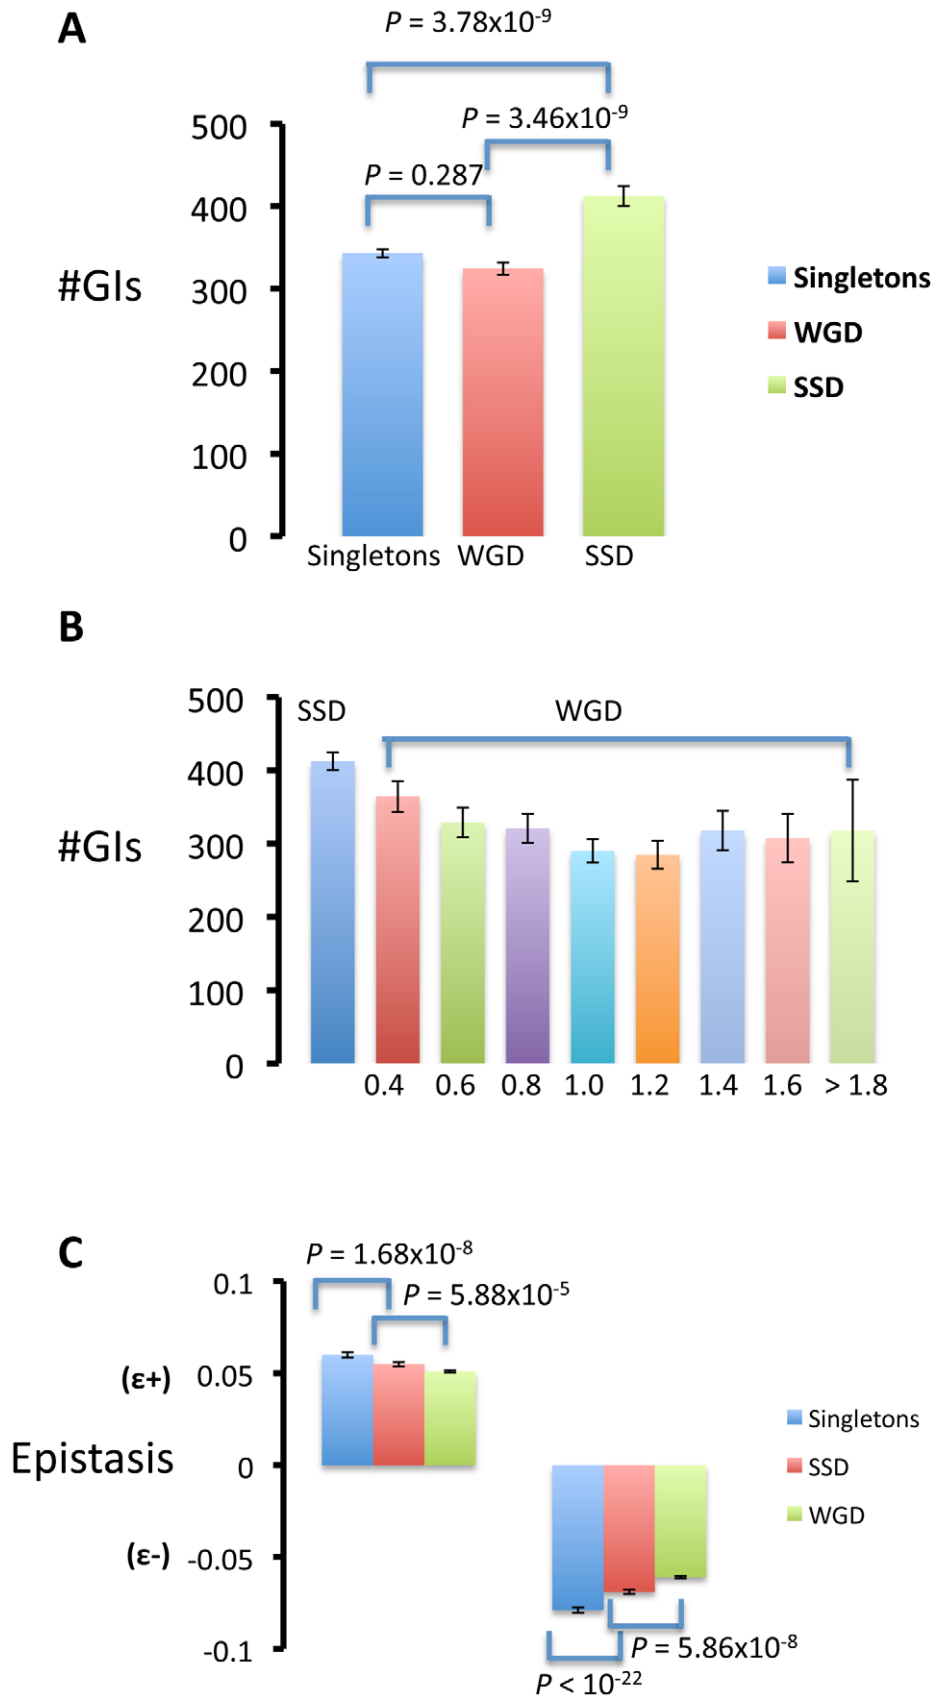 A
P = 3.78x10-9
P = 3.46x10-9
P = 0.287
500
400
300
200
100
0
#GIs
Singletons WGD SSD
Singletons
WGD
SSD
B
500
400
300
200
100
0
#GIs
SSD WGD
0.4 0.6 0.8 1.0 1.2 1.4 1.6 > 1.8
C
P = 1.68x10-8
P = 5.88x10-5
0.1
(ε+) 0.05
Epistasis 0
(ε-) -0.05
-0.1
Singletons
SSD
WGD
P = 5.86x10-8
P < 10-22